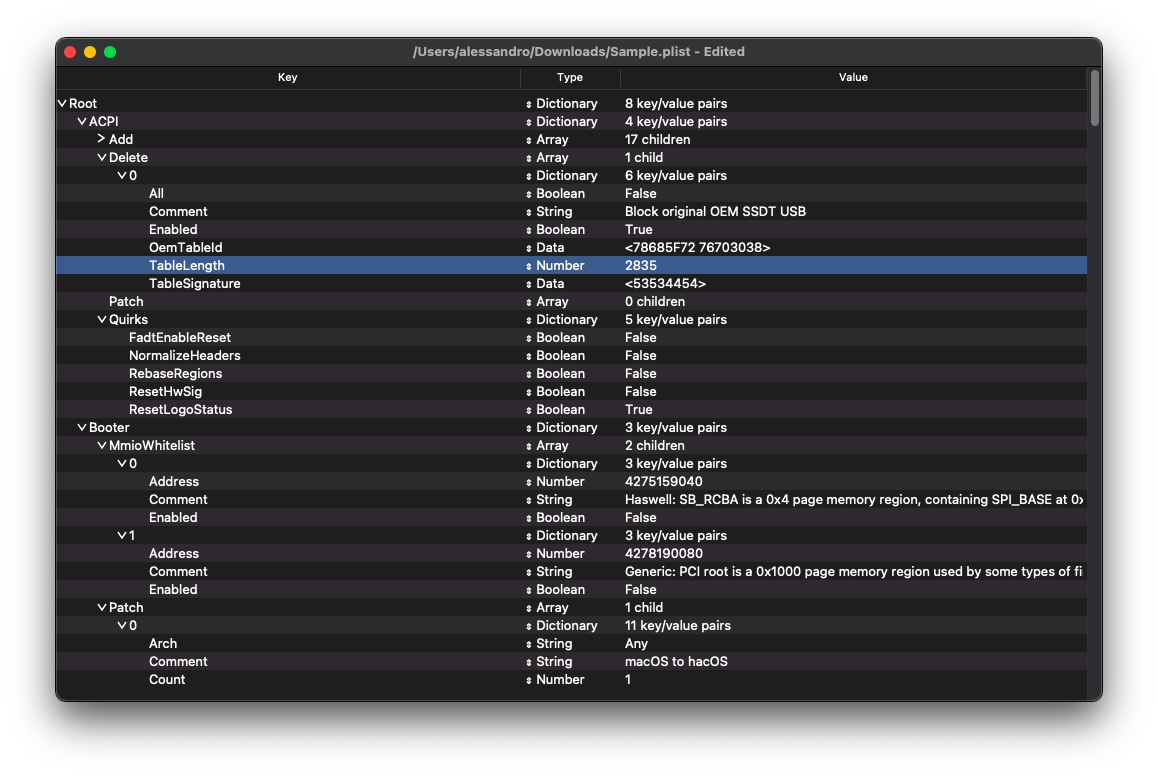 /Users/alessandro/Downloads/Sample.plist - Edited
Key Type Value
Root Dictionary 8 key/value pairs
ACPI Dictionary 4 key/value pairs
Add Array 17 children
Delete Array 1 child
0 Dictionary 6 key/value pairs
All Boolean False
Comment String Block original OEM SSDT USB
Enabled Boolean True
OemTableId Data <78685F72 76703038>
TableLength Number 2835
TableSignature Data <53534454>
Patch Array 0 children
Quirks Dictionary 5 key/value pairs
FadtEnableReset Boolean False
NormalizeHeaders Boolean False
RebaseRegions Boolean False
ResetHwSig Boolean False
ResetLogoStatus Boolean True
Booter Dictionary 3 key/value pairs
MmioWhitelist Array 2 children
0 Dictionary 3 key/value pairs
Address Number 4275159040
Comment String Haswell: SB_RCBA is a 0x4 page memory region, containing SPI_BASE at 0x
Enabled Boolean False
1 Dictionary 3 key/value pairs
Address Number 4278190080
Comment String Generic: PCI root is a 0x1000 page memory region used by some types of fi
Enabled Boolean False
Patch Array 1 child
0 Dictionary 11 key/value pairs
Arch String Any
Comment String macOS to hacOS
Count Number 1